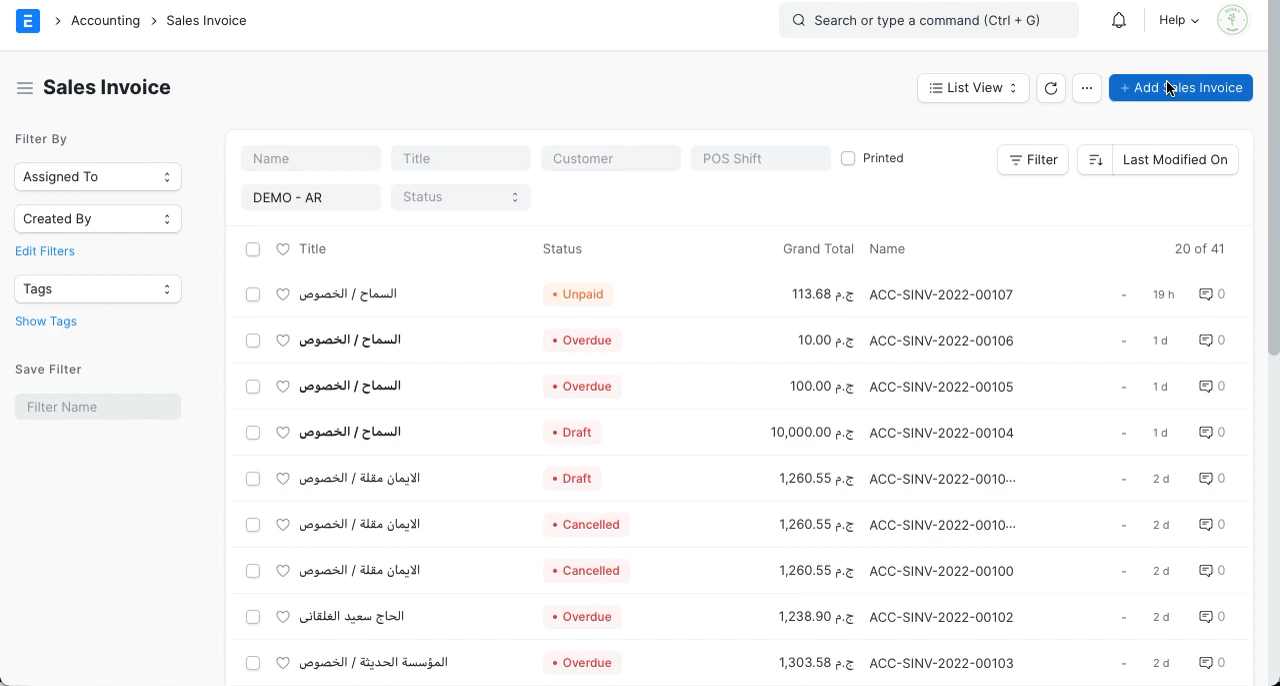 E > Accounting > Sales Invoice
Search or type a command (Ctrl + G)
Help
Sales Invoice
List View
...
+ Add Sales Invoice
Filter By
Assigned To
Created By
Edit Filters
Tags
Show Tags
Save Filter
Filter Name
Name Title Customer POS Shift Printed
Filter Last Modified On
DEMO - AR Status
Title Status Grand Total Name 20 of 41
السماح / الخصوص Unpaid 113.68 ج.م ACC-SINV-2022-00107 - 19 h 0
السماح / الخصوص Overdue 10.00 ج.م ACC-SINV-2022-00106 - 1 d 0
السماح / الخصوص Overdue 100.00 ج.م ACC-SINV-2022-00105 - 1 d 0
السماح / الخصوص Draft 10,000.00 ج.م ACC-SINV-2022-00104 - 1 d 0
الايمان مقلة / الخصوص Draft 1,260.55 ج.م ACC-SINV-2022-0010... - 2 d 0
الايمان مقلة / الخصوص Cancelled 1,260.55 ج.م ACC-SINV-2022-0010... - 2 d 0
الايمان مقلة / الخصوص Cancelled 1,260.55 ج.م ACC-SINV-2022-00100 - 2 d 0
الحاج سعيد الغلقانى Overdue 1,238.90 ج.م ACC-SINV-2022-00102 - 2 d 0
المؤسسة الحديثة / الخصوص Overdue 1,303.58 ج.م ACC-SINV-2022-00103 - 2 d 0